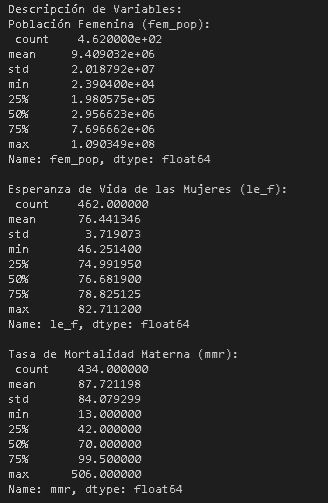 Descripción de Variables:
Población Femenina (fem_pop):
 count    4.620000e+02
mean     9.409032e+06
std      2.018792e+07
min      2.390400e+04
25%      1.980575e+05
50%      2.956623e+06
75%      7.696662e+06
max      1.090349e+08
Name: fem_pop, dtype: float64
Esperanza de Vida de las Mujeres (le_f):
 count    462.000000
mean      76.441346
std        3.719073
min       46.251400
25%       74.991950
50%       76.681900
75%       78.825125
max       82.711200
Name: le_f, dtype: float64
Tasa de Mortalidad Materna (mmr):
 count    434.000000
mean      87.721198
std       84.079299
min       13.000000
25%       42.000000
50%       70.000000
75%       99.500000
max      506.000000
Name: mmr, dtype: float64